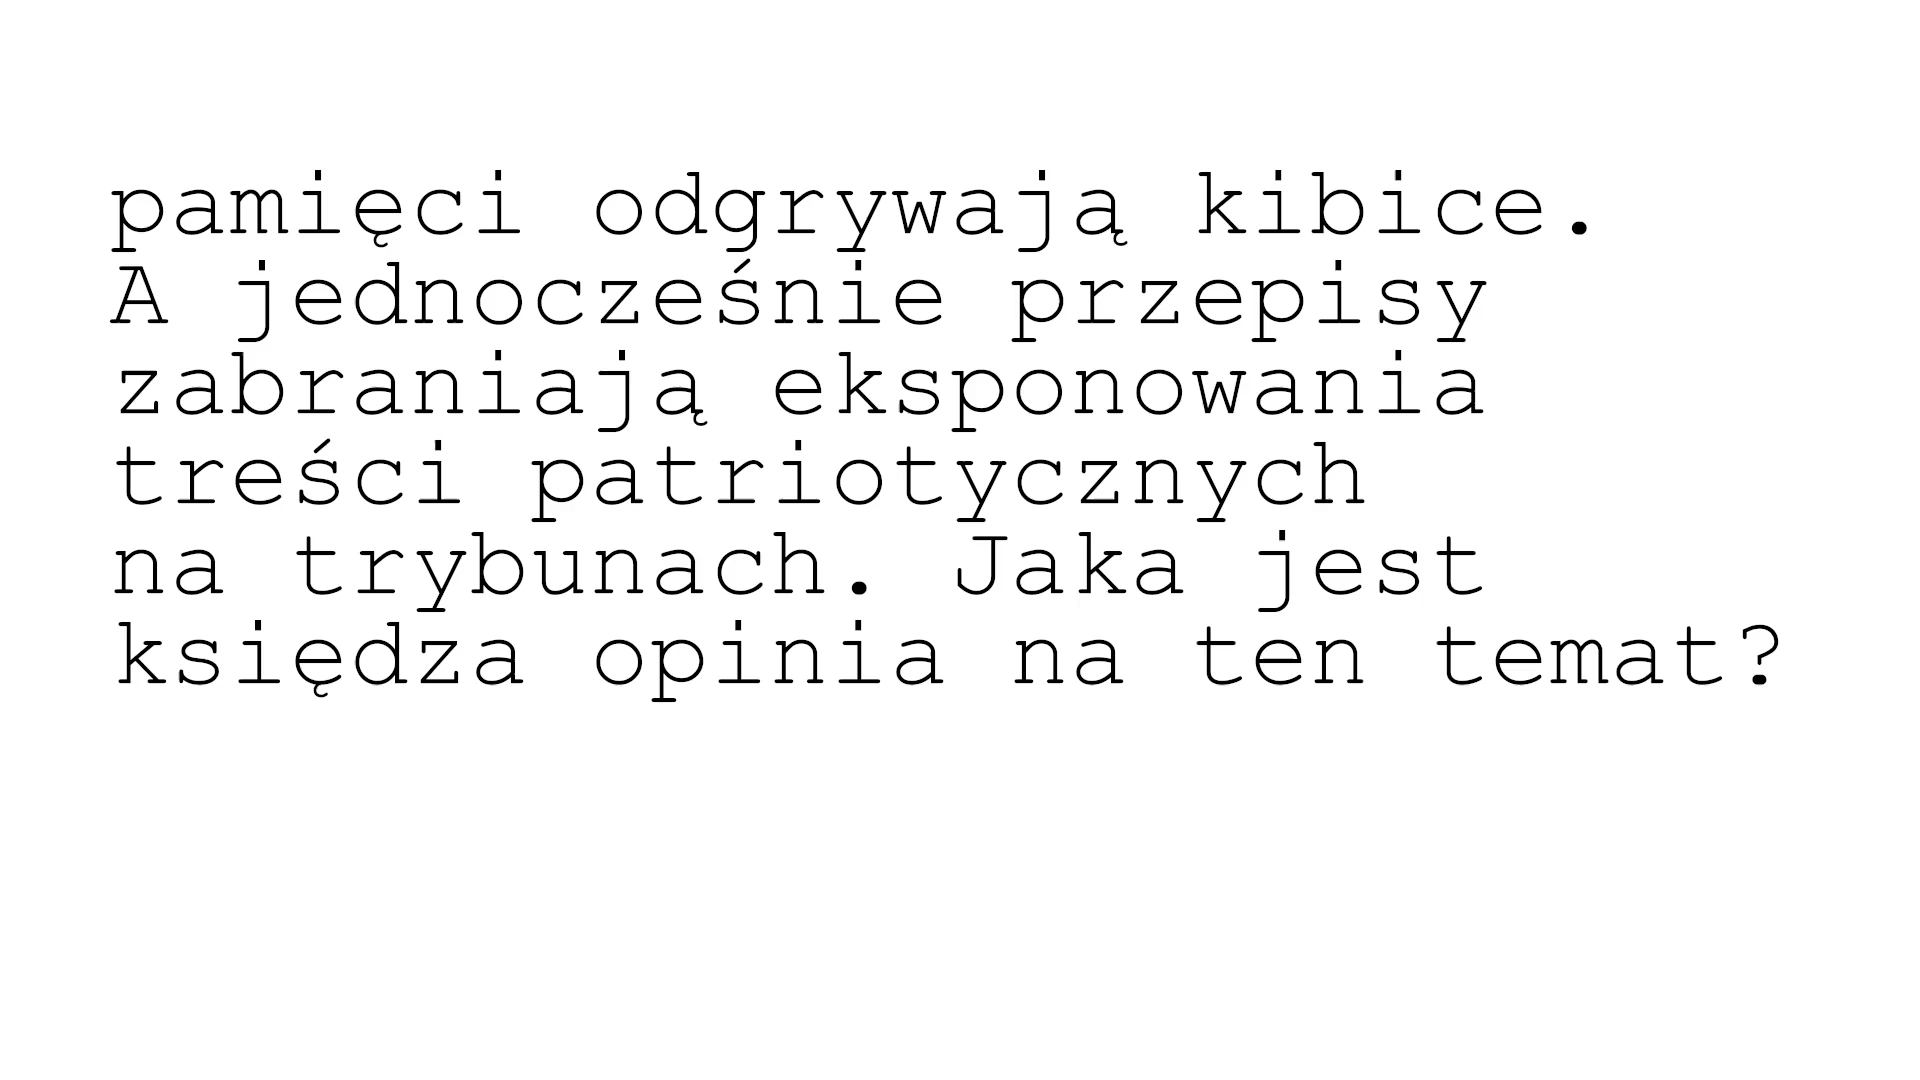 pamięci odgrywają kibice.
A jednocześnie przepisy
zabraniają eksponowania
treści patriotycznych
na trybunach. Jaka jest
księdza opinia na ten temat?